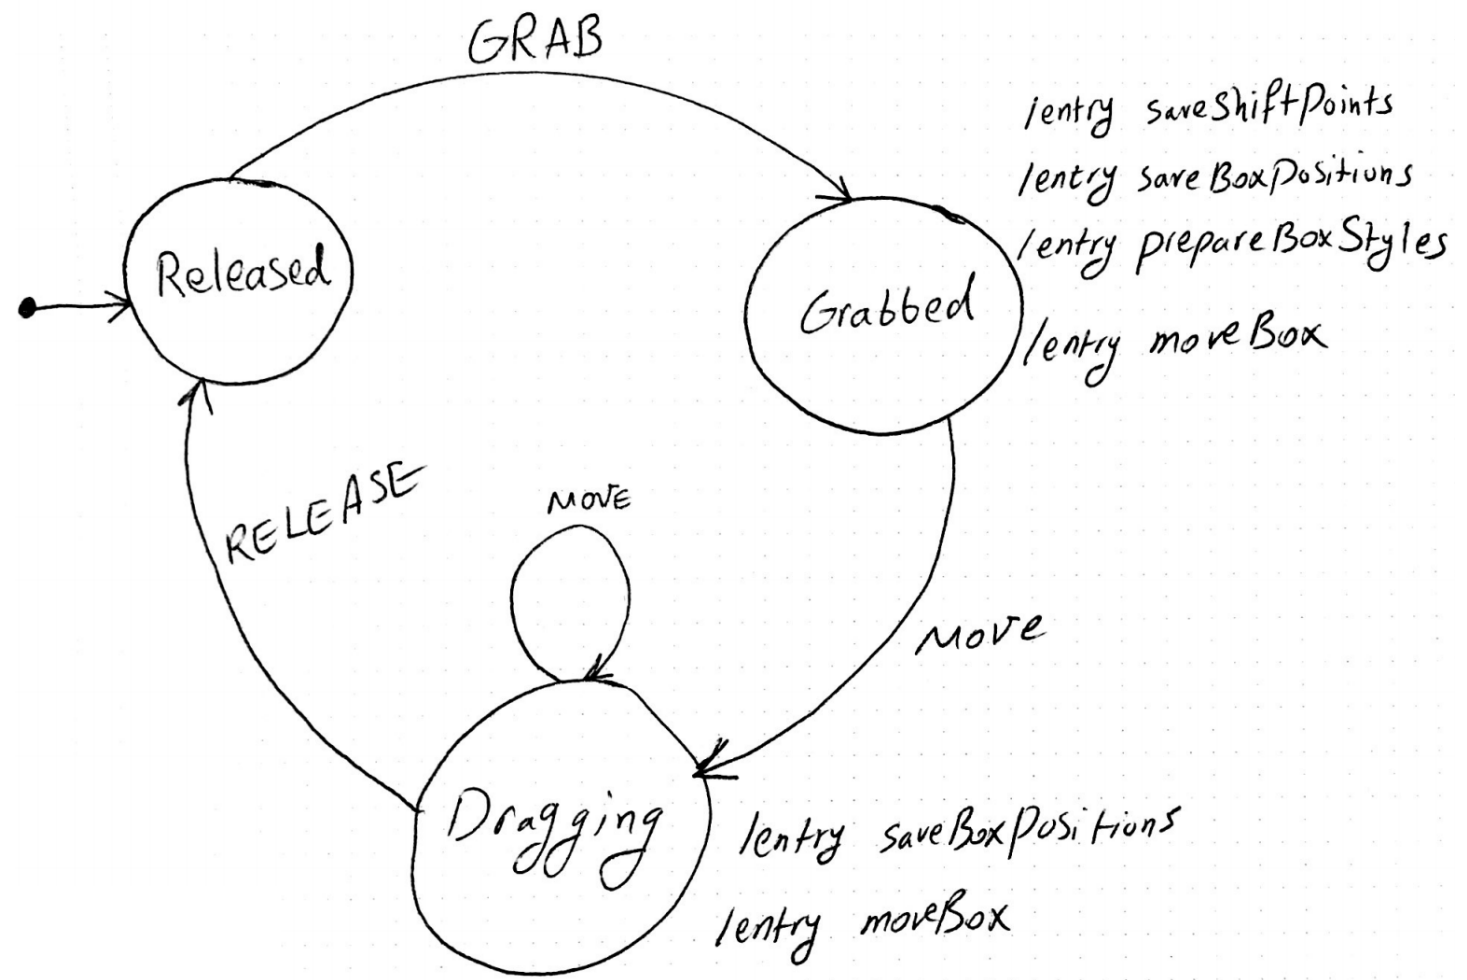 GRAB
/entry saveShiftPoints
/entry saveBoxPositions
/entry prepareBoxStyles
/entry moveBox
Released
Grabbed
RELEASE
MOVE
MOVE
Dragging
/entry saveBoxPositions
/entry moveBox